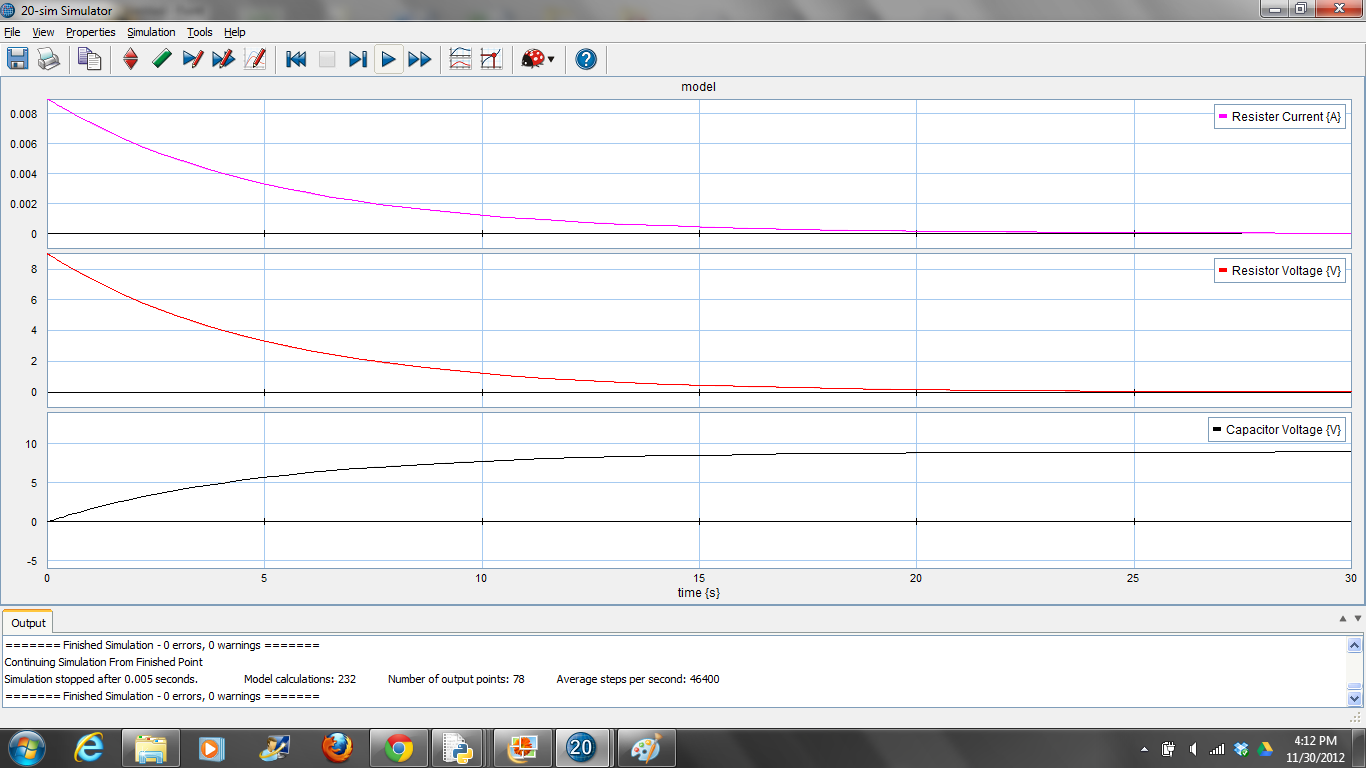 20-sim Simulator
File View Properties Simulation Tools Help
model
0.008
0.006
0.004
0.002
0
Resister Current {A}
8
6
4
2
0
Resistor Voltage {V}
10
5
0
-5
Capacitor Voltage {V}
0 5 10 15 20 25 30
time {s}
Output
======= Finished Simulation - 0 errors, 0 warnings =======
Continuing Simulation From Finished Point
Simulation stopped after 0.005 seconds. Model calculations: 232 Number of output points: 78 Average steps per second: 46400
======= Finished Simulation - 0 errors, 0 warnings =======
20
4:12 PM
11/30/2012